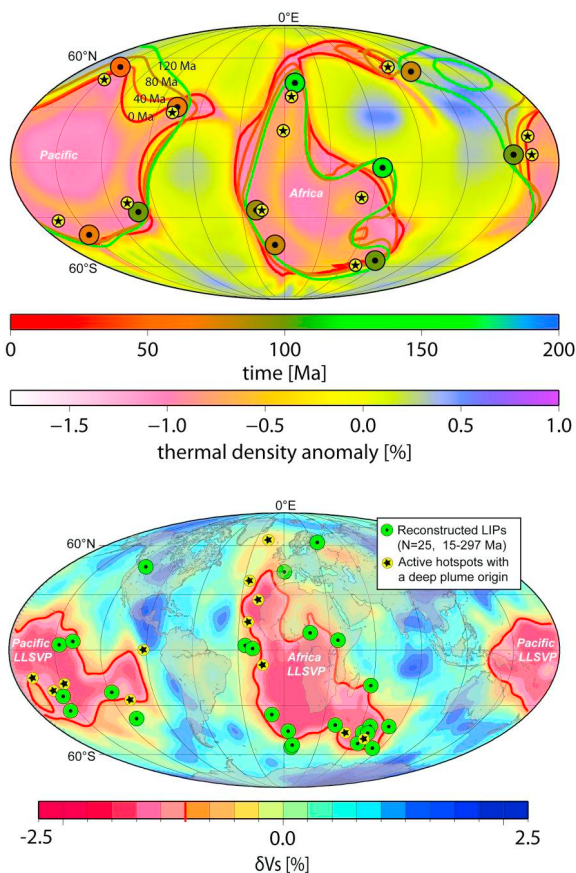 0°E
60°N
120 Ma
80 Ma
40 Ma
0 Ma
Pacific
Africa
60°S
0 50 100 150 200
time [Ma]
−1.5 −1.0 −0.5 0.0 0.5 1.0
thermal density anomaly [%]
0°E
60°N
Reconstructed LIPs
(N=25, 15-297 Ma)
Active hotspots with
a deep plume origin
Pacific
LLSVP
Africa
LLSVP
Pacific
LLSVP
60°S
-2.5 0.0 2.5
δVs [%]